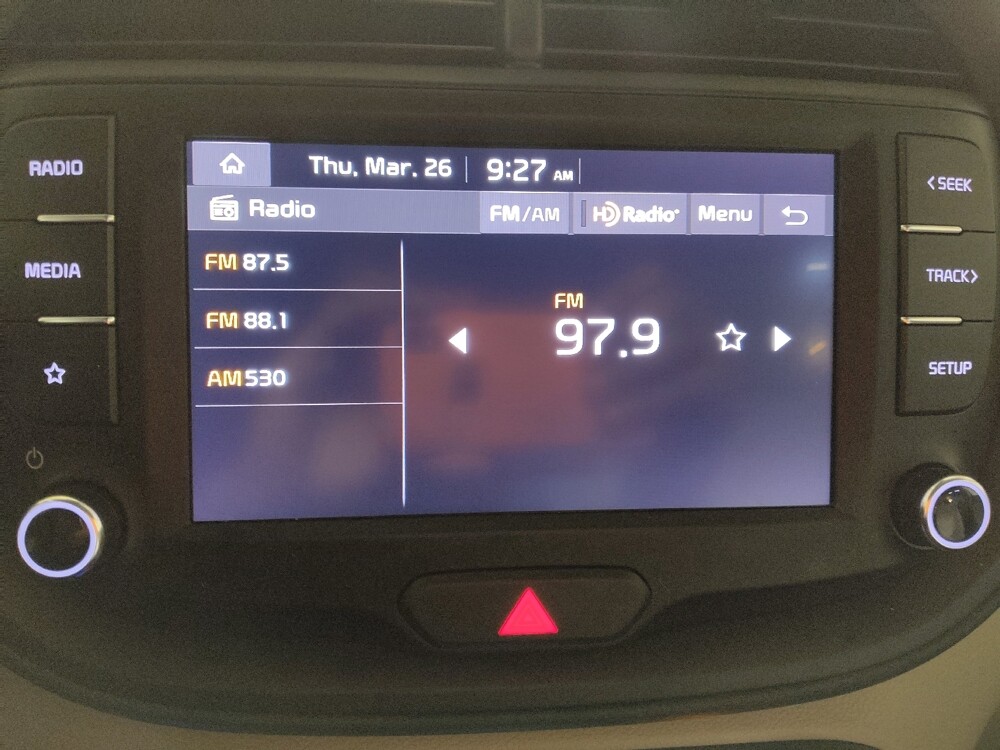 Thu. Mar. 26 9:27 AM
Radio FM/AM HD Radio Menu
FM 87.5
FM 88.1
AM 530
FM
97.9
RADIO
MEDIA
< SEEK
TRACK >
SETUP